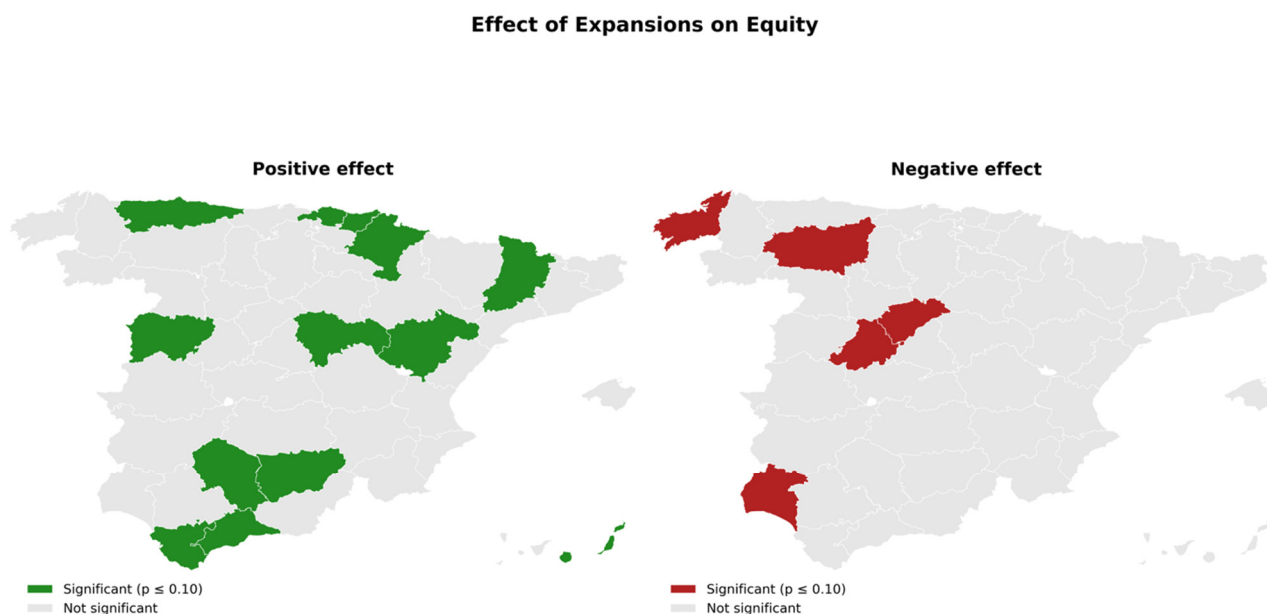 Effect of Expansions on Equity
Positive effect
Negative effect
Significant (p ≤ 0.10)
Not significant
Significant (p ≤ 0.10)
Not significant